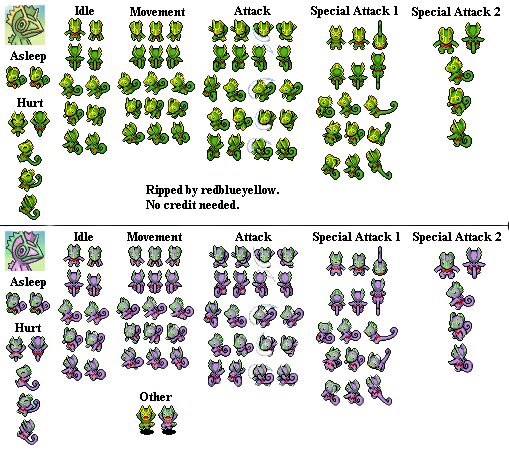 Idle
Movement
Attack
Special Attack 1
Special Attack 2
Asleep
Hurt
Ripped by redblueyellow.
No credit needed.
Idle
Movement
Attack
Special Attack 1
Special Attack 2
Asleep
Hurt
Other